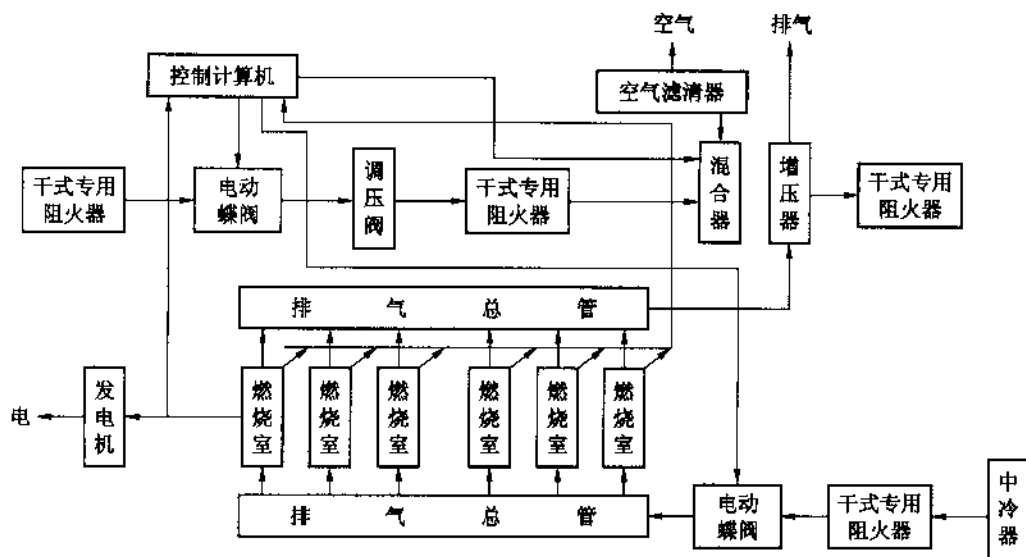 空气
排气
控制计算机
空气滤清器
干式专用
阻火器
电动
蝶阀
调
压
阀
干式专用
阻火器
混
合
器
增
压
器
干式专用
阻火器
排气总管
电
发
电
机
燃
烧
室
燃
烧
室
燃
烧
室
燃
烧
室
燃
烧
室
燃
烧
室
排气总管
电动
蝶阀
干式专用
阻火器
中
冷
器